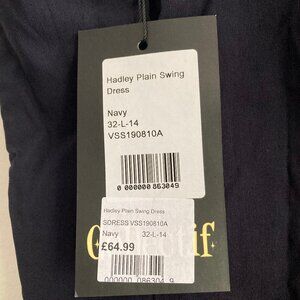 Hadley Plain Swing
Dress
Navy
32-L-14
VSS190810A
0 000000 863049
Hadley Plain Swing Dress
SDRESS VSS190810A
Navy 32-L-14
£64.99